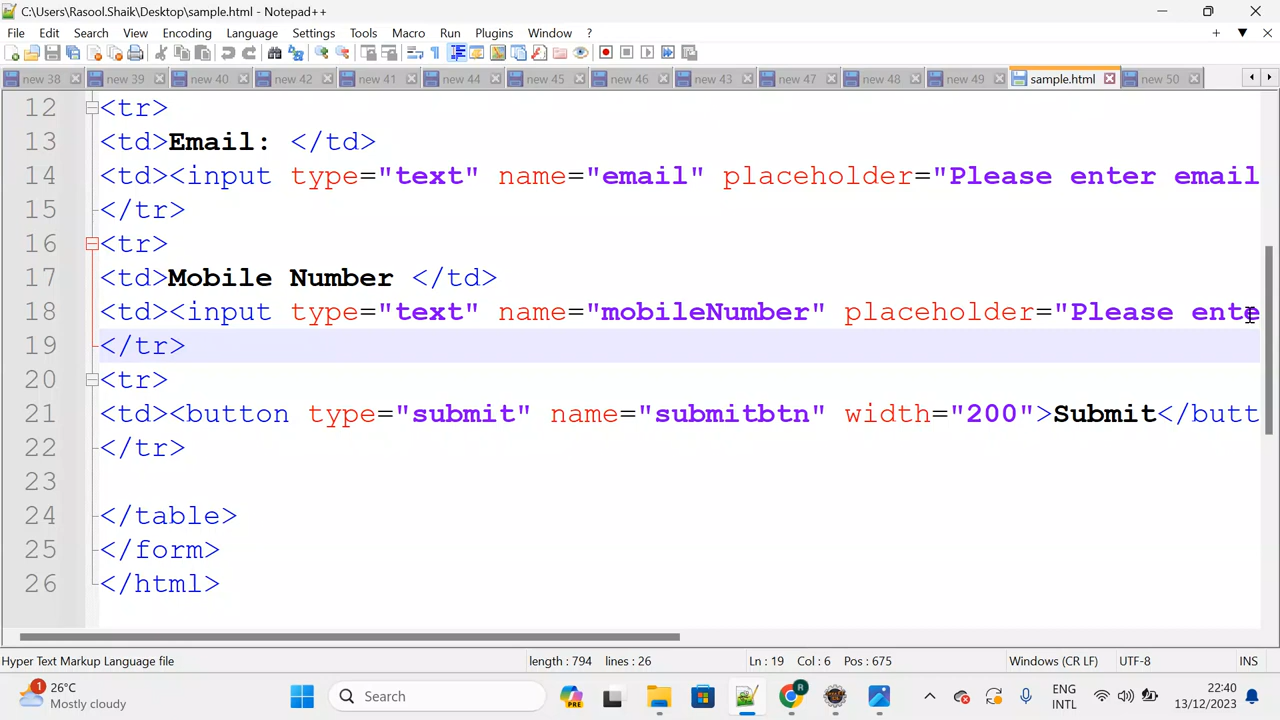 C:\Users\Rasool.Shaik\Desktop\sample.html - Notepad++
File Edit Search View Encoding Language Settings Tools Macro Run Plugins Window ?
new 38 new 39 new 40 new 42 new 41 new 44 new 45 new 46 new 43 new 47 new 48 new 49 sample.html new 50
12 <tr>
13 <td>Email: </td>
14 <td><input type="text" name="email" placeholder="Please enter email
15 </tr>
16 <tr>
17 <td>Mobile Number </td>
18 <td><input type="text" name="mobileNumber" placeholder="Please ente
19 </tr>
20 <tr>
21 <td><button type="submit" name="submitbtn" width="200">Submit</butt
22 </tr>
23
24 </table>
25 </form>
26 </html>
Hyper Text Markup Language file length : 794 lines : 26 Ln : 19 Col : 6 Pos : 675 Windows (CR LF) UTF-8 INS
1 26°C
Mostly cloudy
Search
PRE
R
ENG
INTL
22:40
13/12/2023